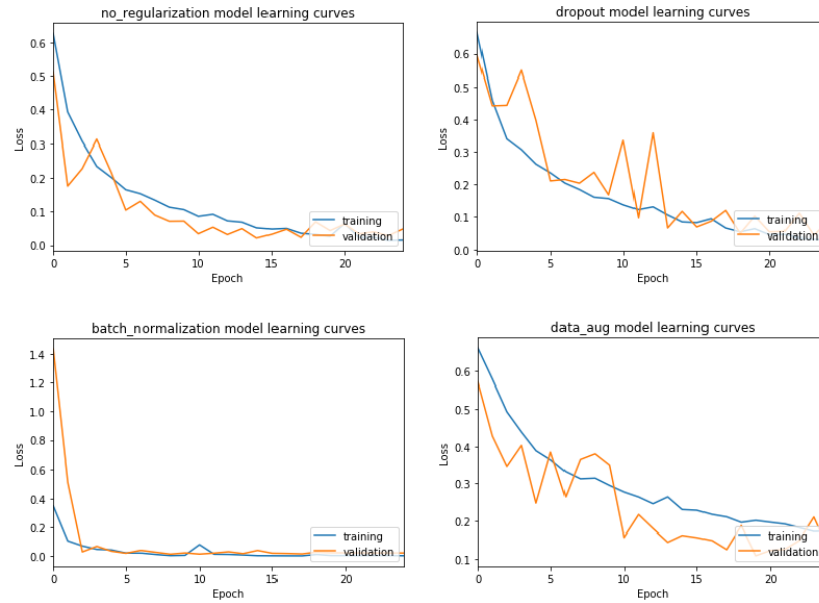 no_regularization model learning curves
Loss
0.6
0.5
0.4
0.3
0.2
0.1
0.0
training
validation
0
5
10
15
20
Epoch
dropout model learning curves
Loss
0.6
0.5
0.4
0.3
0.2
0.1
0.0
training
validation
0
5
10
15
20
Epoch
batch_normalization model learning curves
Loss
1.4
1.2
1.0
0.8
0.6
0.4
0.2
0.0
training
validation
0
5
10
15
20
Epoch
data_aug model learning curves
Loss
0.6
0.5
0.4
0.3
0.2
0.1
training
validation
0
5
10
15
20
Epoch